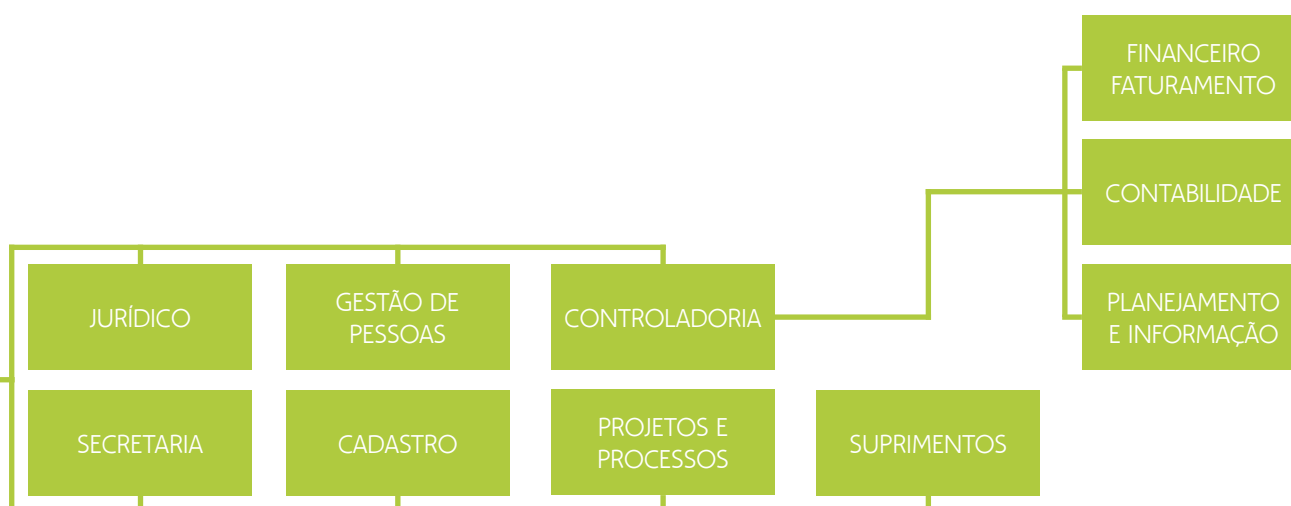 FINANCEIRO
FATURAMENTO
CONTABILIDADE
PLANEJAMENTO
E INFORMAÇÃO
JURÍDICO
GESTÃO DE
PESSOAS
CONTROLADORIA
SECRETARIA
CADASTRO
PROJETOS E
PROCESSOS
SUPRIMENTOS